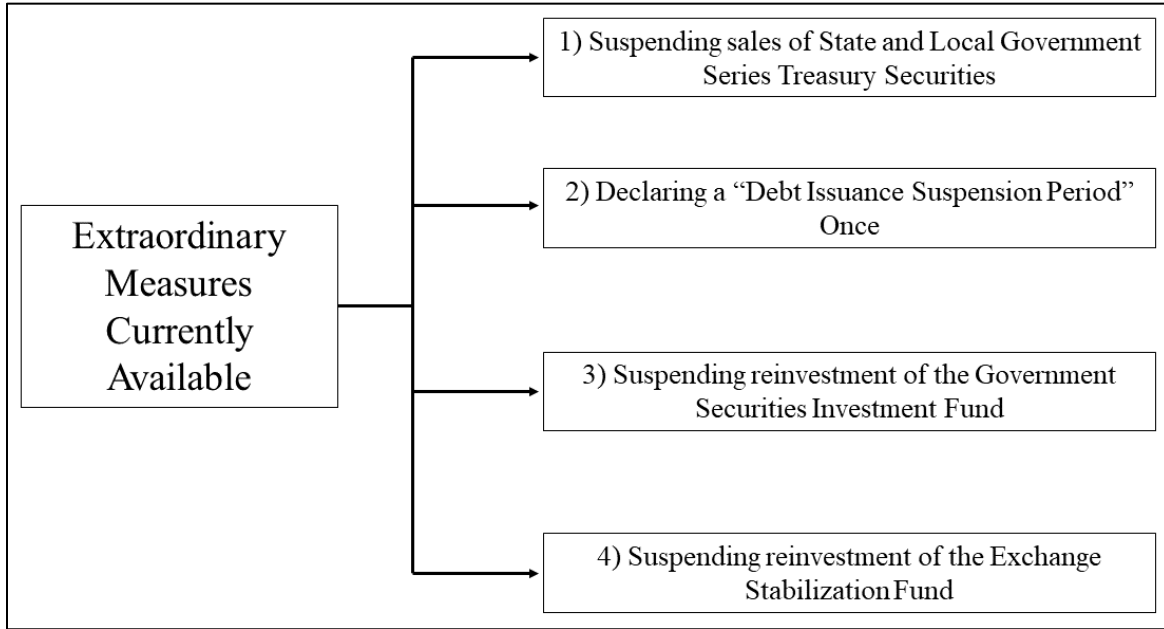 Extraordinary
Measures
Currently
Available
1) Suspending sales of State and Local Government
Series Treasury Securities
2) Declaring a “Debt Issuance Suspension Period”
Once
3) Suspending reinvestment of the Government
Securities Investment Fund
4) Suspending reinvestment of the Exchange
Stabilization Fund